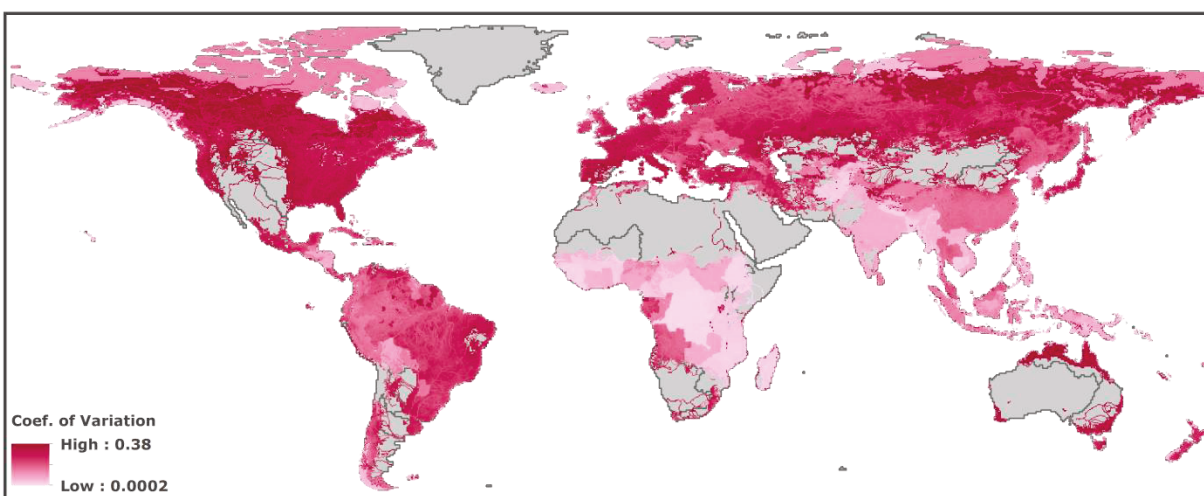 Coef. of Variation
High : 0.38
Low : 0.0002